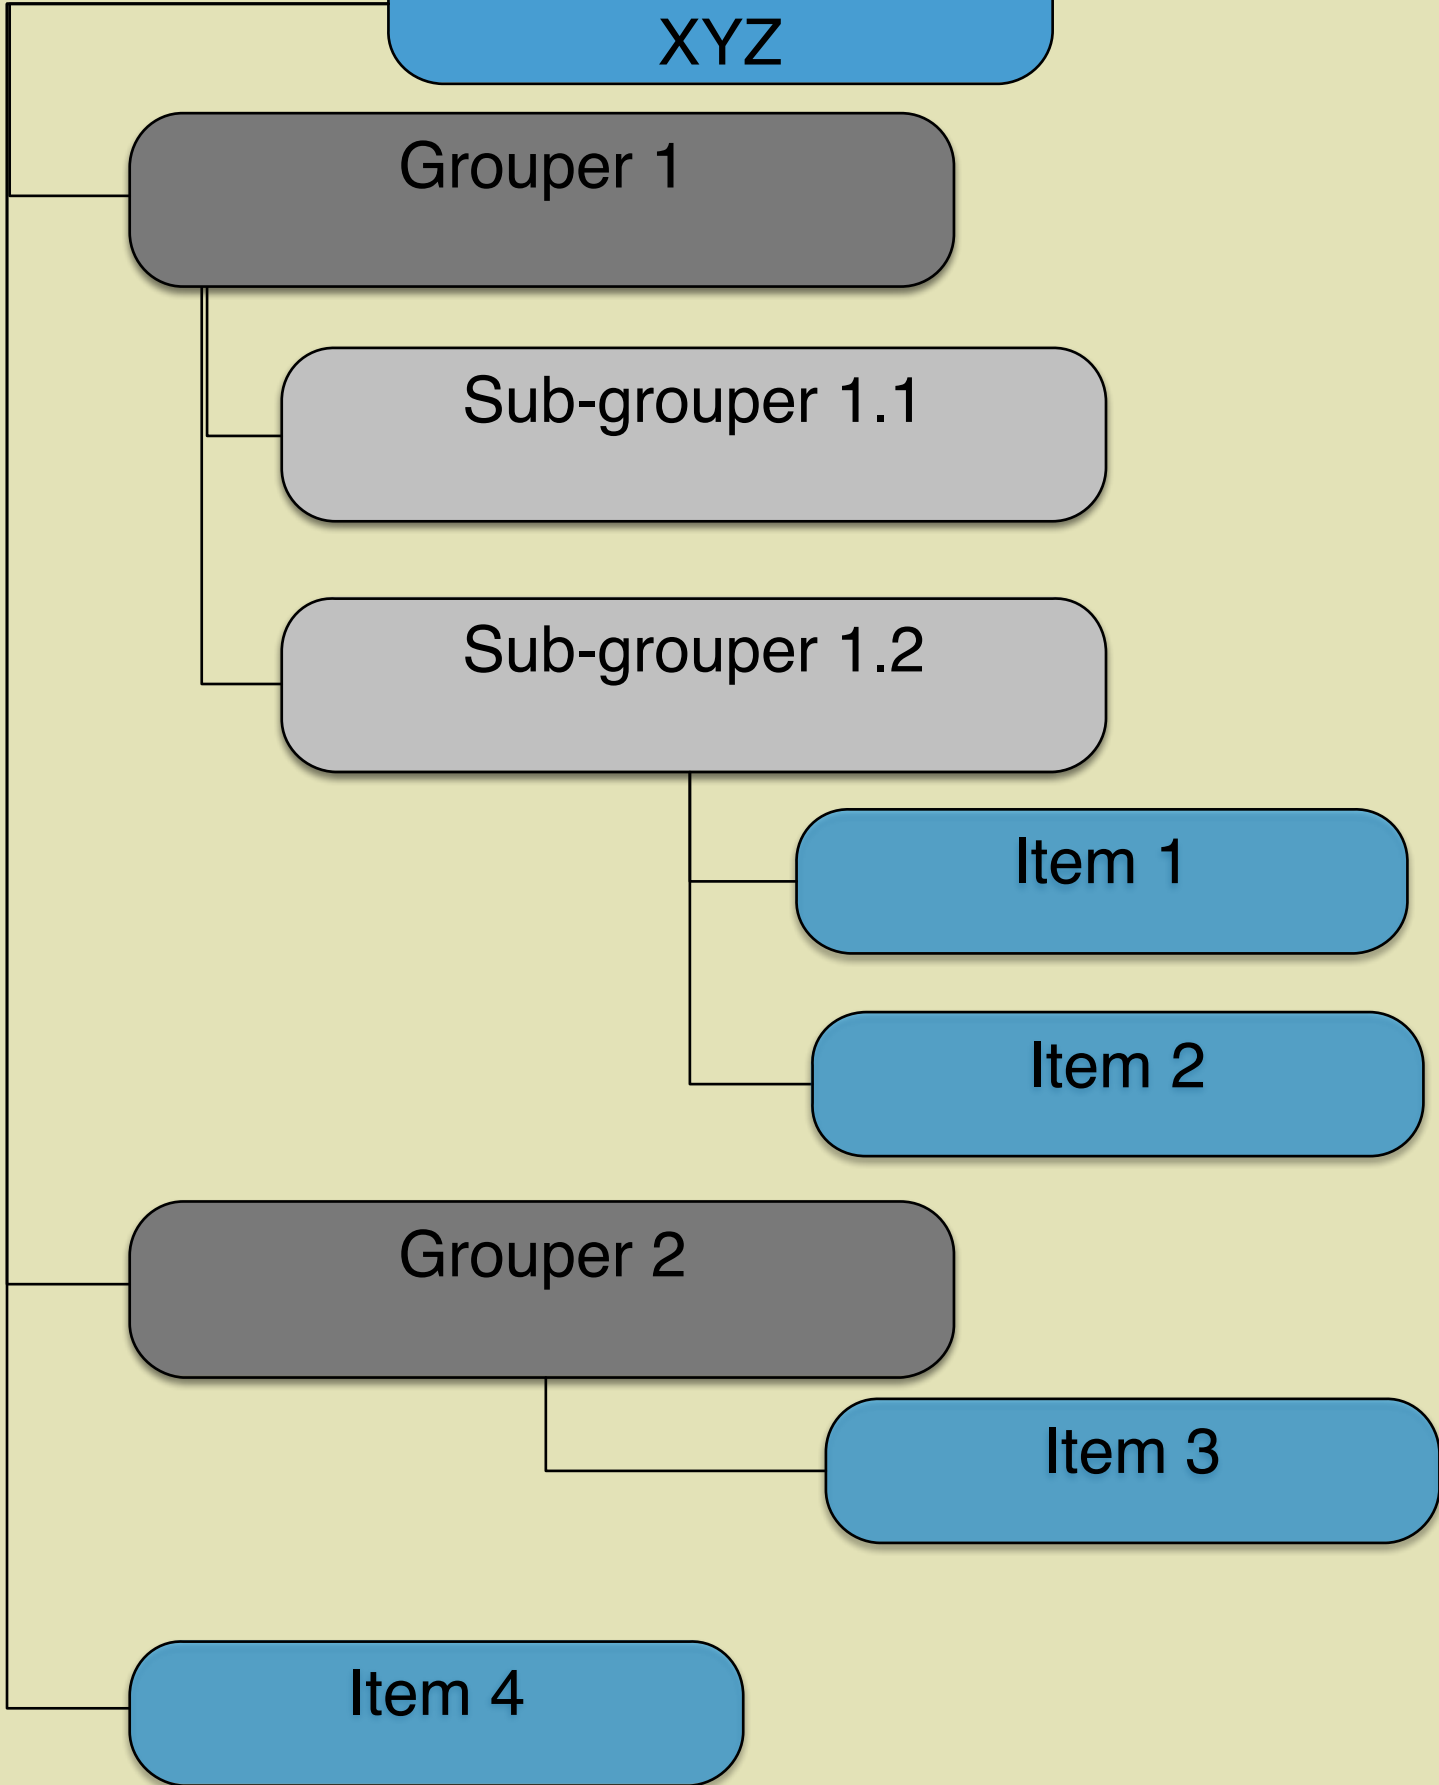 XYZ
Grouper 1
Sub-grouper 1.1
Sub-grouper 1.2
Item 1
Item 2
Grouper 2
Item 3
Item 4